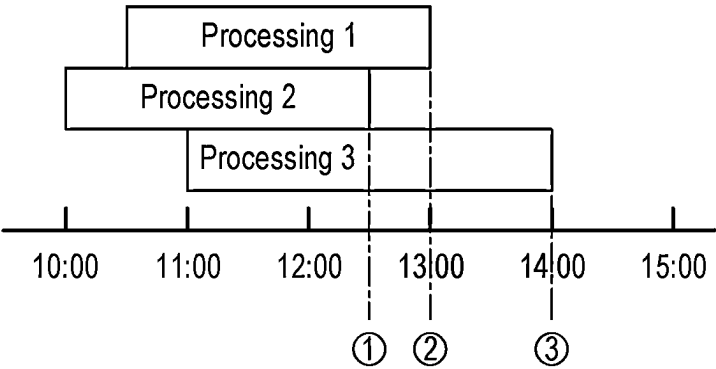 Processing 1
Processing 2
Processing 3
10:00 11:00 12:00 13:00 14:00 15:00
① ② ③